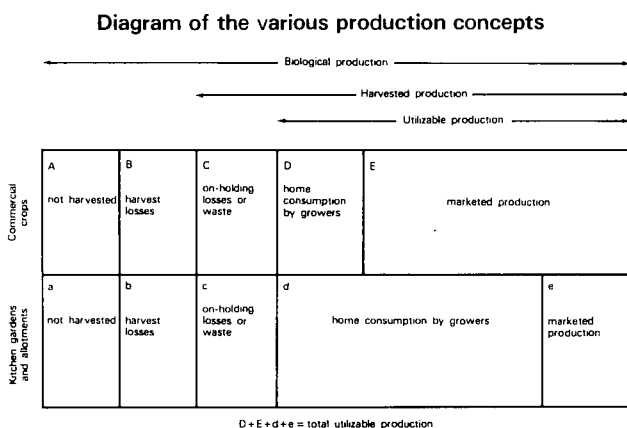 Diagram of the various production concepts
Biological production
Harvested production
Utilizable production
Commercial
crops
A
not harvested
B
harvest
losses
C
on-holding
losses or
waste
D
home
consumption
by growers
E
marketed production
Kitchen gardens
and allotments
a
not harvested
b
harvest
losses
c
on-holding
losses or
waste
d
home consumption by growers
e
marketed
production
D + E + d + e = total utilizable production